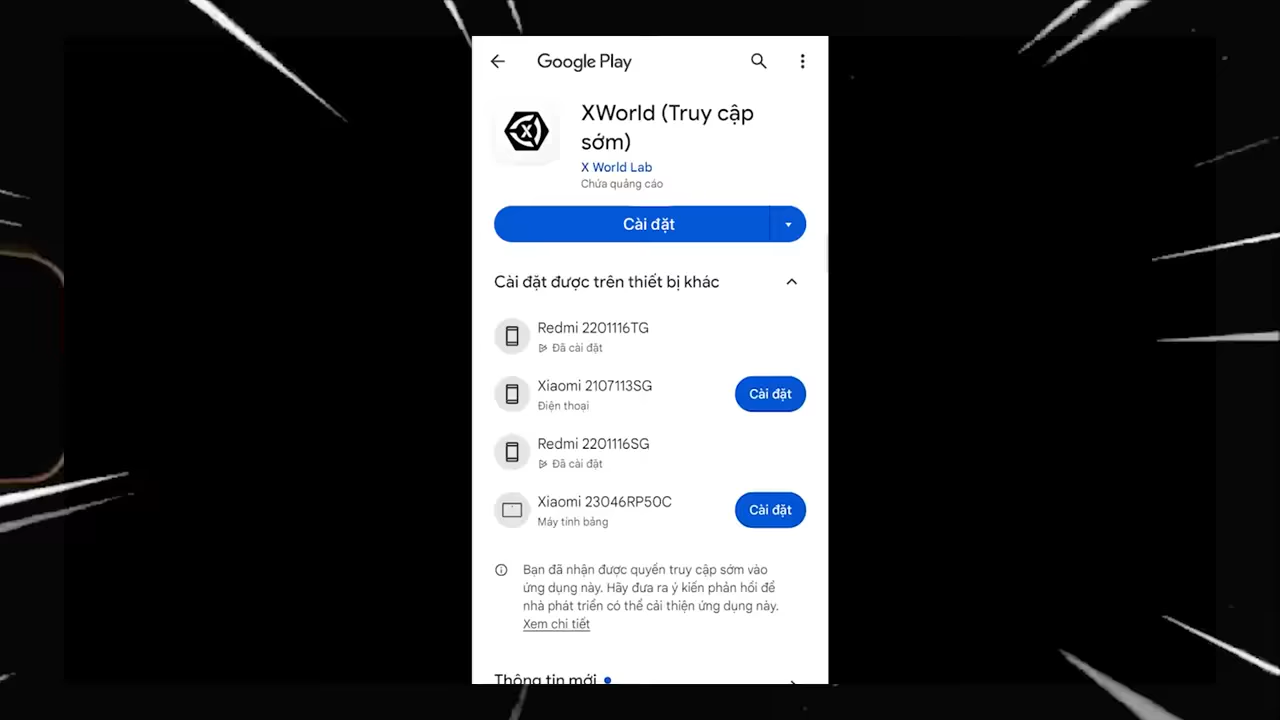 Google Play
XWorld (Truy cập
sớm)
X World Lab
Chứa quảng cáo
Cài đặt
Cài đặt được trên thiết bị khác
Redmi 2201116TG
Đã cài đặt
Xiaomi 2107113SG
Cài đặt
Điện thoại
Redmi 2201116SG
Đã cài đặt
Xiaomi 23046RP50C
Cài đặt
Máy tính bảng
Bạn đã nhận được quyền truy cập sớm vào
ứng dụng này. Hãy đưa ra ý kiến phản hồi để
nhà phát triển có thể cải thiện ứng dụng này.
Xem chi tiết
Thông tin mới